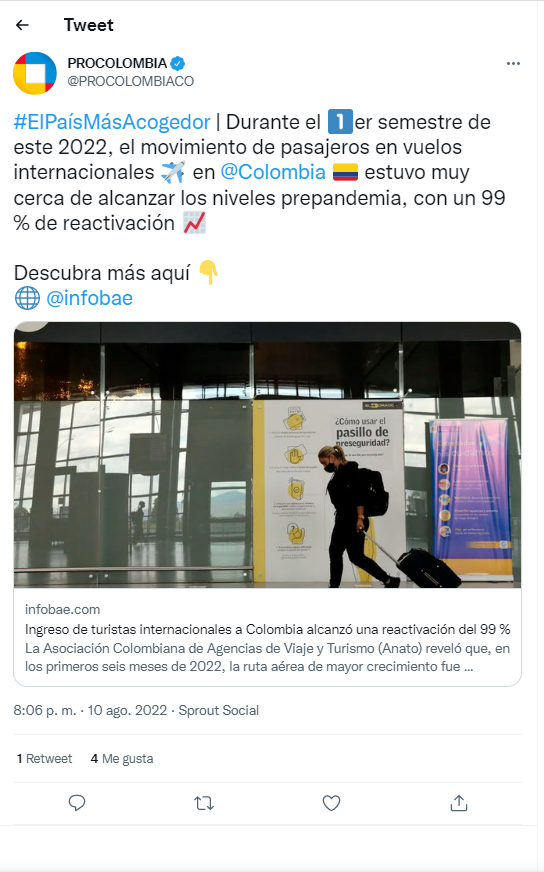 Tweet
PROCOLOMBIA
@PROCOLOMBIACO
#ElPaísMásAcogedor | Durante el 1️⃣er semestre de
este 2022, el movimiento de pasajeros en vuelos
internacionales ✈️ en @Colombia 🇨🇴 estuvo muy
cerca de alcanzar los niveles prepandemia, con un 99
% de reactivación 📈
Descubra más aquí 👇
🌐 @infobae
¿Cómo usar el
pasillo de
preseguridad?
infobae.com
Ingreso de turistas internacionales a Colombia alcanzó una reactivación del 99 %
La Asociación Colombiana de Agencias de Viaje y Turismo (Anato) reveló que, en
los primeros seis meses de 2022, la ruta aérea de mayor crecimiento fue ...
8:06 p. m. · 10 ago. 2022 · Sprout Social
1 Retweet 4 Me gusta